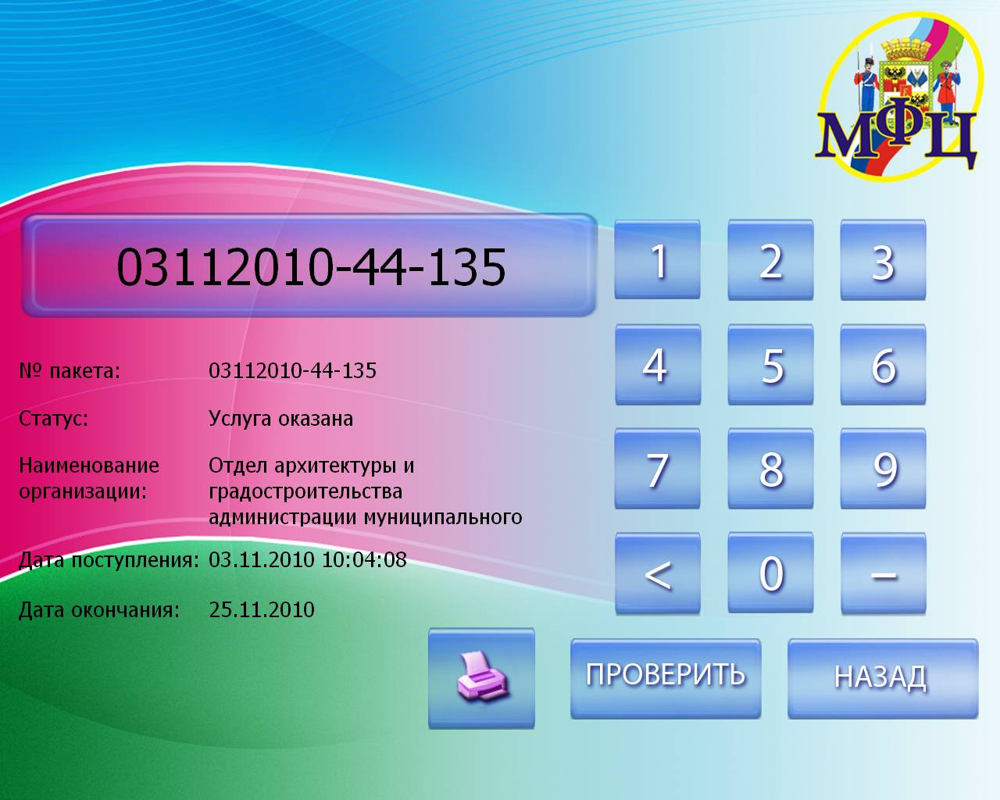 МФЦ
03112010-44-135
1 2 3
4 5 6
7 8 9
< 0 –
№ пакета: 03112010-44-135
Статус: Услуга оказана
Наименование организации: Отдел архитектуры и
градостроительства
администрации муниципального
Дата поступления: 03.11.2010 10:04:08
Дата окончания: 25.11.2010
ПРОВЕРИТЬ
НАЗАД